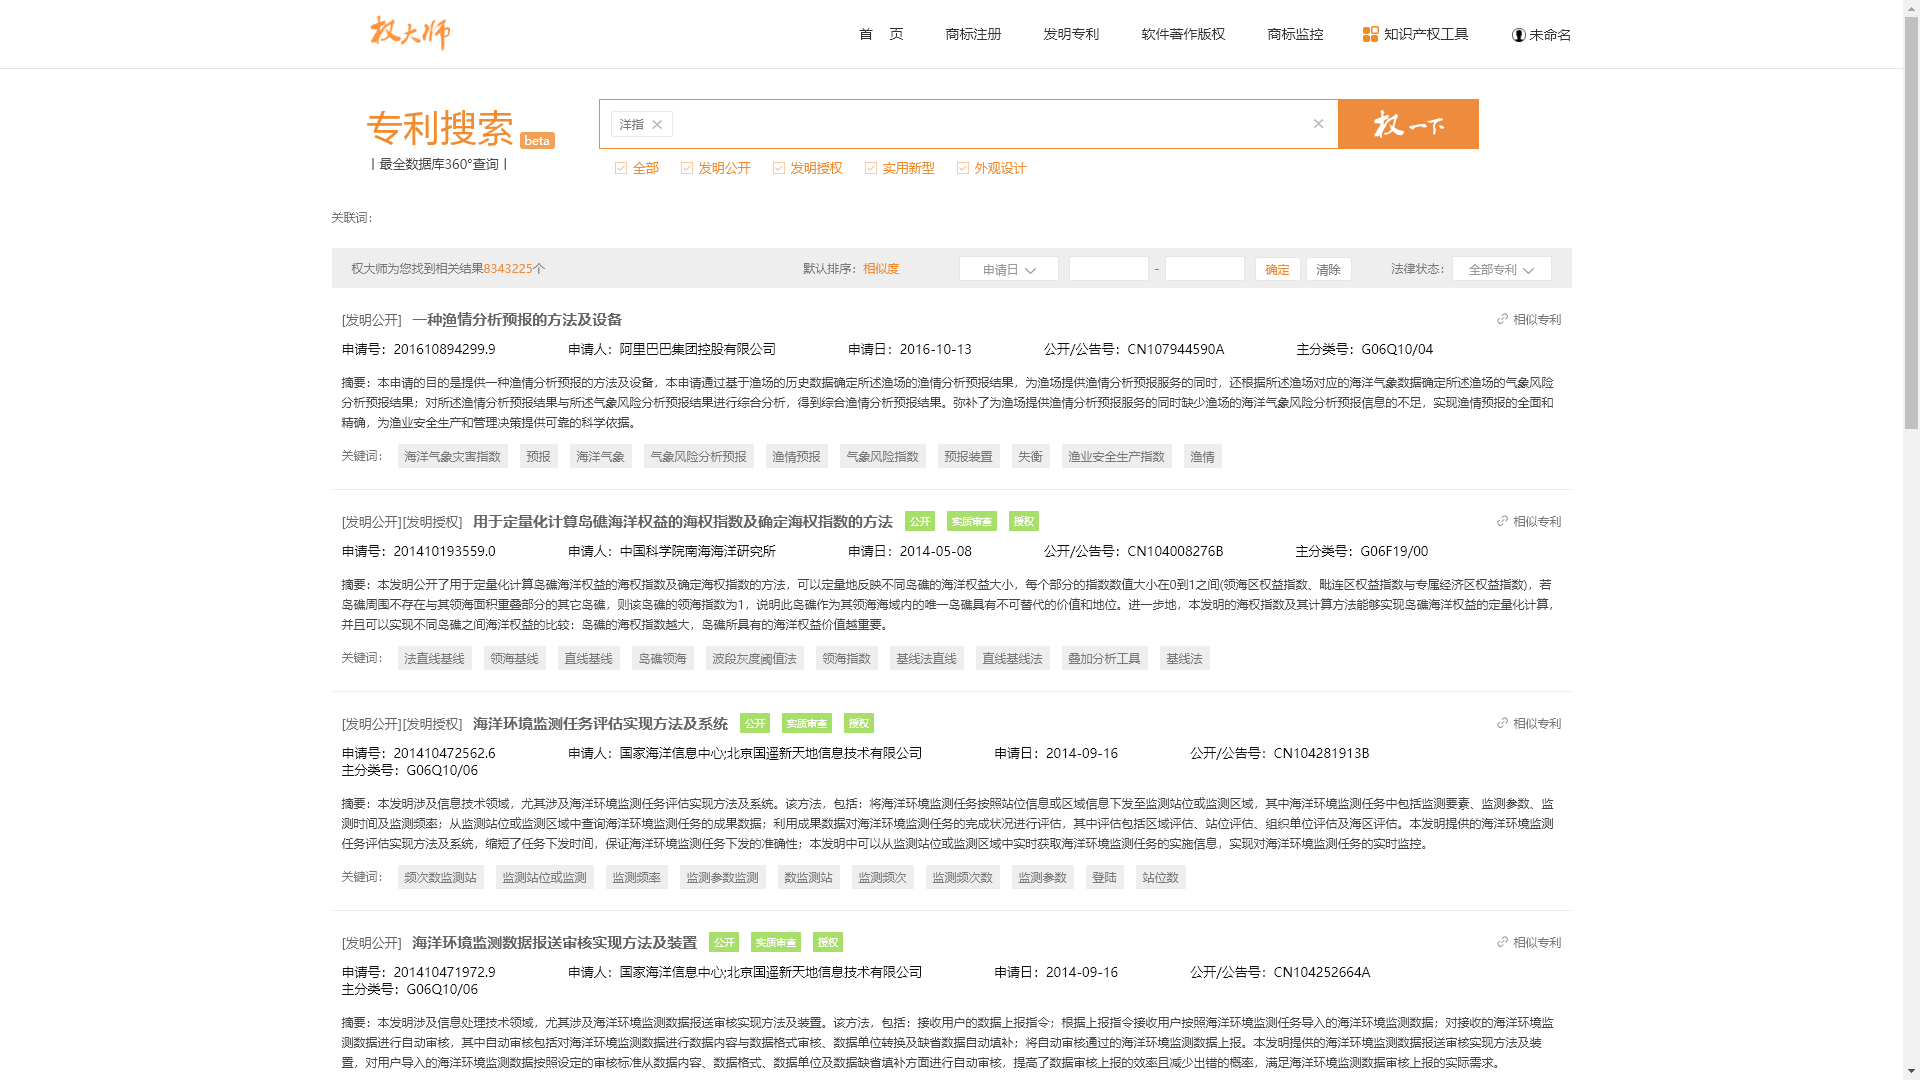 权大师
首 页 商标注册 发明专利 软件著作版权 商标监控 知识产权工具 未命名
专利搜索 beta
| 最全数据库360°查询 |
洋指
权一下
全部 发明公开 发明授权 实用新型 外观设计
关联词：
权大师为您找到相关结果8343225个 默认排序：相似度 申请日 - 确定 清除 法律状态： 全部专利
[发明公开] 一种渔情分析预报的方法及设备 相似专利
申请号：201610894299.9 申请人：阿里巴巴集团控股有限公司 申请日：2016-10-13 公开/公告号：CN107944590A 主分类号：G06Q10/04
摘要：本申请的目的是提供一种渔情分析预报的方法及设备，本申请通过基于渔场的历史数据确定所述渔场的渔情分析预报结果，为渔场提供渔情分析预报服务的同时，还根据所述渔场对应的海洋气象数据确定所述渔场的气象风险
分析预报结果；对所述渔情分析预报结果与所述气象风险分析预报结果进行综合分析，得到综合渔情分析预报结果。弥补了为渔场提供渔情分析预报服务的同时缺少渔场的海洋气象风险分析预报信息的不足，实现渔情预报的全面和
精确，为渔业安全生产和管理决策提供可靠的科学依据。
关键词： 海洋气象灾害指数 预报 海洋气象 气象风险分析预报 渔情预报 气象风险指数 预报装置 失衡 渔业安全生产指数 渔情
[发明公开][发明授权] 用于定量化计算岛礁海洋权益的海权指数及确定海权指数的方法 公开 实质审查 授权 相似专利
申请号：201410193559.0 申请人：中国科学院南海海洋研究所 申请日：2014-05-08 公开/公告号：CN104008276B 主分类号：G06F19/00
摘要：本发明公开了用于定量化计算岛礁海洋权益的海权指数及确定海权指数的方法，可以定量地反映不同岛礁的海洋权益大小，每个部分的指数数值大小在0到1之间(领海区权益指数、毗连区权益指数与专属经济区权益指数)，若
岛礁周围不存在与其领海面积重叠部分的其它岛礁，则该岛礁的领海指数为1，说明此岛礁作为其领海海域内的唯一岛礁具有不可替代的价值和地位。进一步地，本发明的海权指数及其计算方法能够实现岛礁海洋权益的定量化计算，
并且可以实现不同岛礁之间海洋权益的比较：岛礁的海权指数越大，岛礁所具有的海洋权益价值越重要。
关键词： 法直线基线 领海基线 直线基线 岛礁领海 波段灰度阈值法 领海指数 基线法直线 直线基线法 叠加分析工具 基线法
[发明公开][发明授权] 海洋环境监测任务评估实现方法及系统 公开 实质审查 授权 相似专利
申请号：201410472562.6 申请人：国家海洋信息中心;北京国遥新天地信息技术有限公司 申请日：2014-09-16 公开/公告号：CN104281913B
主分类号：G06Q10/06
摘要：本发明涉及信息技术领域，尤其涉及海洋环境监测任务评估实现方法及系统。该方法，包括：将海洋环境监测任务按照站位信息或区域信息下发至监测站位或监测区域，其中海洋环境监测任务中包括监测要素、监测参数、监
测时间及监测频率；从监测站位或监测区域中查询海洋环境监测任务的成果数据；利用成果数据对海洋环境监测任务的完成状况进行评估，其中评估包括区域评估、站位评估、组织单位评估及海区评估。本发明提供的海洋环境监测
任务评估实现方法及系统，缩短了任务下发时间，保证海洋环境监测任务下发的准确性；本发明中可以从监测站位或监测区域中实时获取海洋环境监测任务的实施信息，实现对海洋环境监测任务的实时监控。
关键词： 频次数监测站 监测站位或监测 监测频率 监测参数监测 数监测站 监测频次 监测频次数 监测参数 登陆 站位数
[发明公开] 海洋环境监测数据报送审核实现方法及装置 公开 实质审查 授权 相似专利
申请号：201410471972.9 申请人：国家海洋信息中心;北京国遥新天地信息技术有限公司 申请日：2014-09-16 公开/公告号：CN104252664A
主分类号：G06Q10/06
摘要：本发明涉及信息处理技术领域，尤其涉及海洋环境监测数据报送审核实现方法及装置。该方法，包括：接收用户的数据上报指令；根据上报指令接收用户按照海洋环境监测任务导入的海洋环境监测数据；对接收的海洋环境监
测数据进行自动审核，其中自动审核包括对海洋环境监测数据进行数据内容与数据格式审核、数据单位转换及缺省数据自动填补；将自动审核通过的海洋环境监测数据上报。本发明提供的海洋环境监测数据报送审核实现方法及装
置，对用户导入的海洋环境监测数据按照设定的审核标准从数据内容、数据格式、数据单位及数据缺省填补方面进行自动审核，提高了数据审核上报的效率且减少出错的概率，满足海洋环境监测数据审核上报的实际需求。